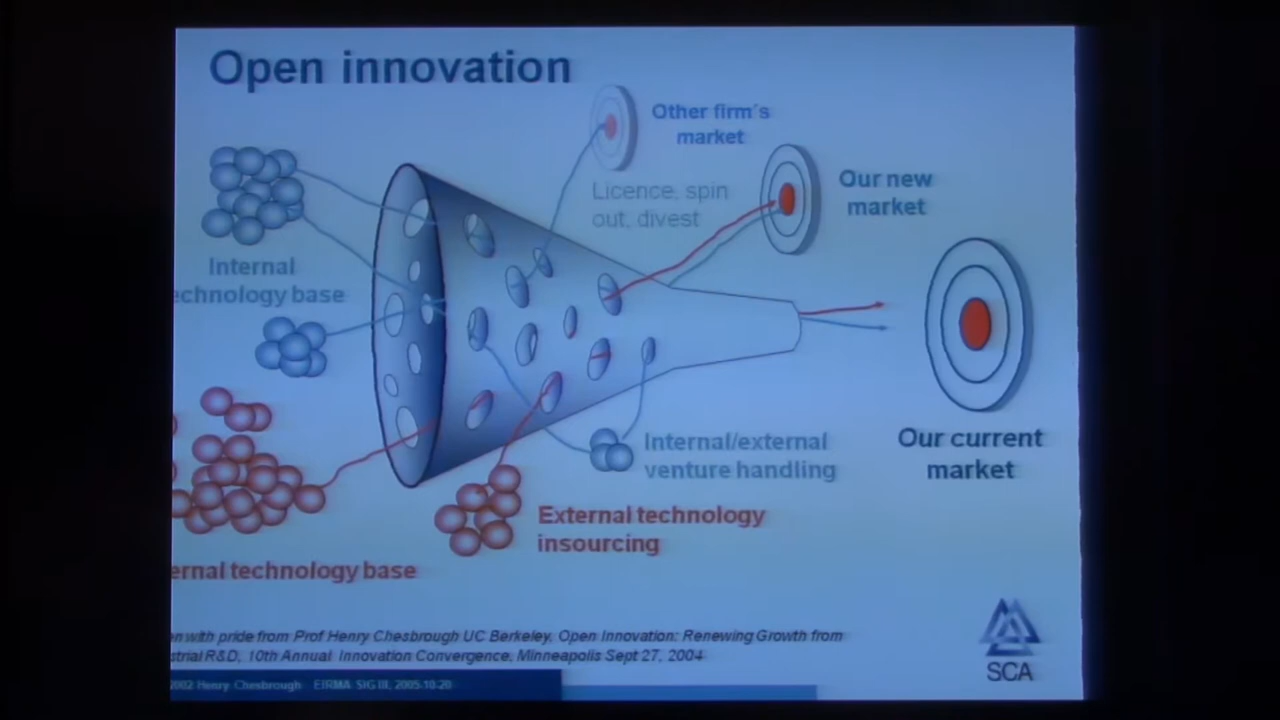 Open innovation
Other firm's
market
Licence, spin
out, divest
Our new
market
Internal
echnology base
Our current
market
Internal/external
venture handling
External technology
insourcing
ernal technology base
en with pride from Prof Henry Chesbrough UC Berkeley, Open Innovation: Renewing Growth from
strial R&D, 10th Annual Innovation Convergence, Minneapolis Sept 27, 2004
SCA
2002 Henry Chesbrough EIRMA SIG III, 2005-10-20